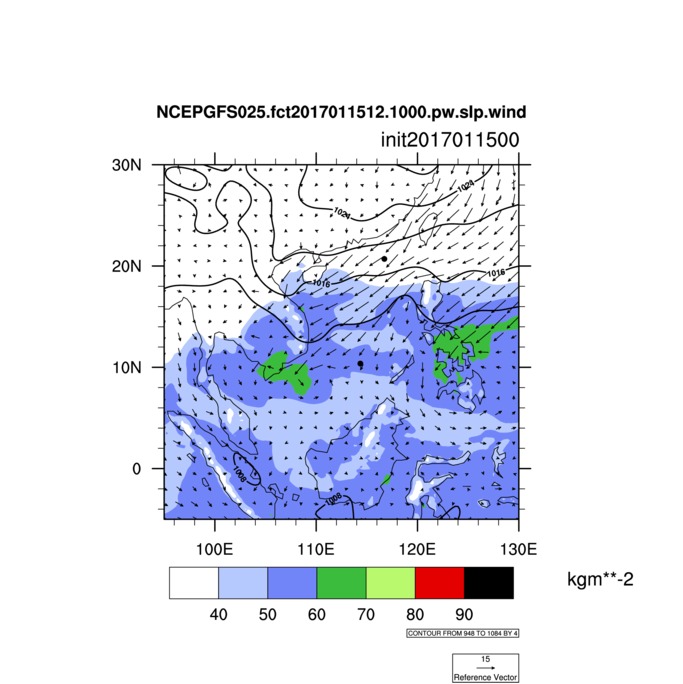 NCEPGFS025.fct2017011512.1000.pw.slp.wind
init2017011500
30N
1024
1024
20N
1016
1016
10N
0
1008
1008
100E 110E 120E 130E
kgm**-2
40 50 60 70 80 90
CONTOUR FROM 948 TO 1084 BY 4
15
Reference Vector